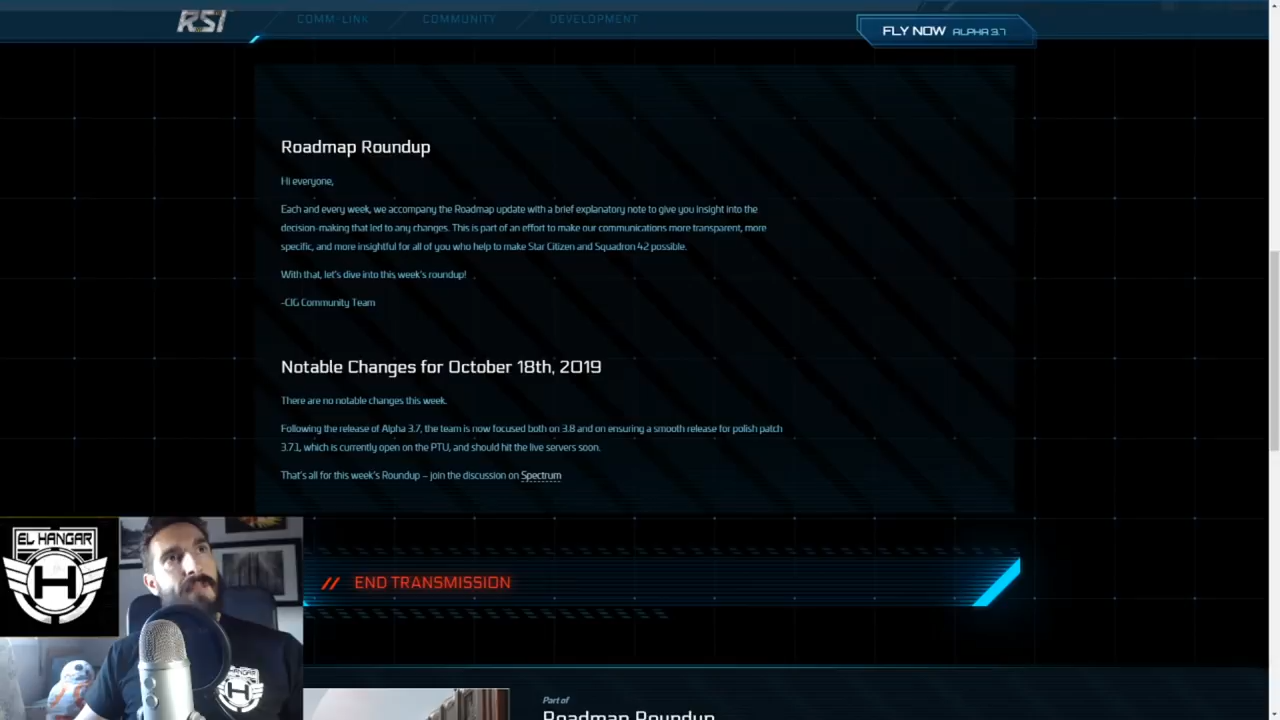 RSI
COMM-LINK
COMMUNITY
DEVELOPMENT
FLY NOW ALPHA 3.7
Roadmap Roundup
Hi everyone,
Each and every week, we accompany the Roadmap update with a brief explanatory note to give you insight into the
decision-making that led to any changes. This is part of an effort to make our communications more transparent, more
specific, and more insightful for all of you who help to make Star Citizen and Squadron 42 possible.
With that, let's dive into this week's roundup!
-CIG Community Team
Notable Changes for October 18th, 2019
There are no notable changes this week.
Following the release of Alpha 3.7, the team is now focused both on 3.8 and on ensuring a smooth release for polish patch
3.7.1, which is currently open on the PTU, and should hit the live servers soon.
That's all for this week's Roundup – join the discussion on Spectrum
EL HANGAR
H
EL HANGAR
H
// END TRANSMISSION
Part of
Roadmap Roundup